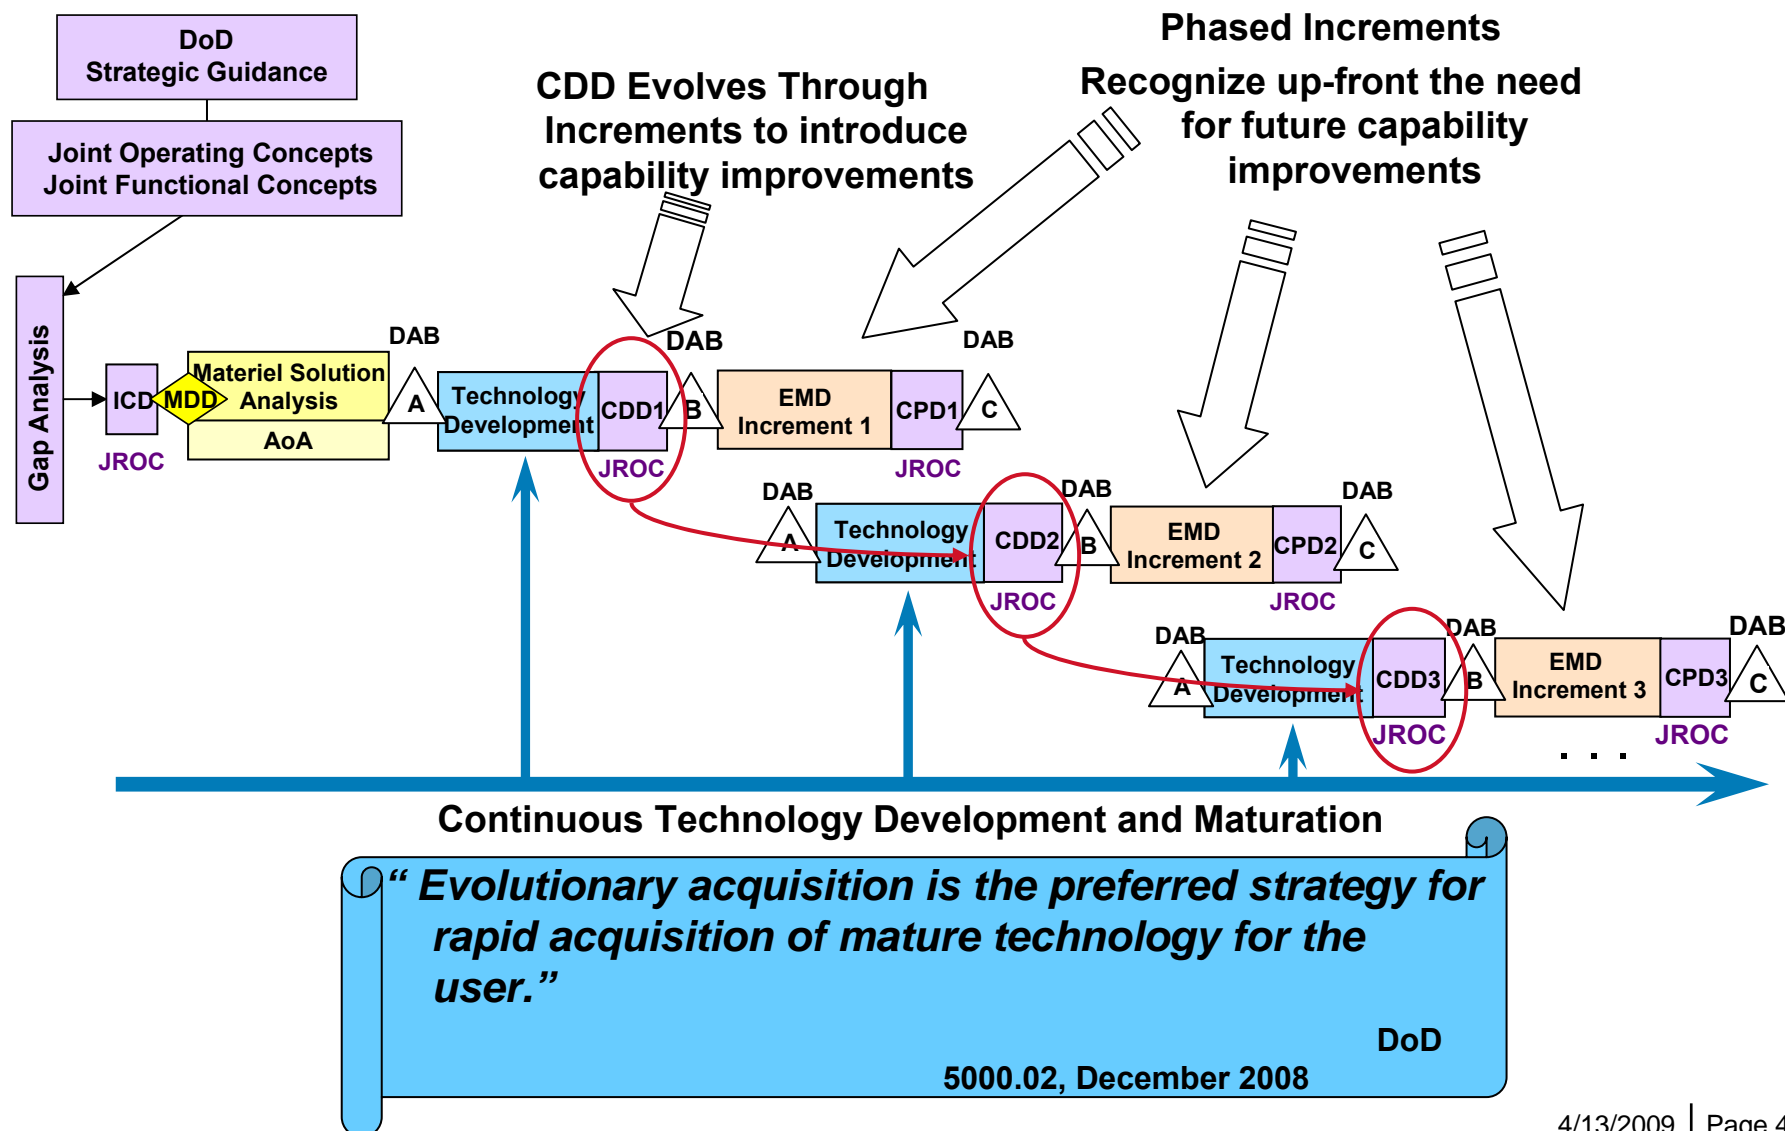 DoD
Strategic Guidance
Joint Operating Concepts
Joint Functional Concepts
CDD Evolves Through
Increments to introduce
capability improvements
Phased Increments
Recognize up-front the need
for future capability
improvements
Gap Analysis
ICD
JROC
MDD
Materiel Solution
Analysis
AoA
DAB
A
Technology
Development
CDD1
JROC
DAB
B
EMD
Increment 1
CPD1
JROC
DAB
C
DAB
A
Technology
Development
CDD2
JROC
DAB
B
EMD
Increment 2
CPD2
JROC
DAB
C
DAB
A
Technology
Development
CDD3
JROC
DAB
B
EMD
Increment 3
CPD3
JROC
DAB
C
. . .
Continuous Technology Development and Maturation
“ Evolutionary acquisition is the preferred strategy for
rapid acquisition of mature technology for the
user.”
DoD
5000.02, December 2008
4/13/2009 | Page 4